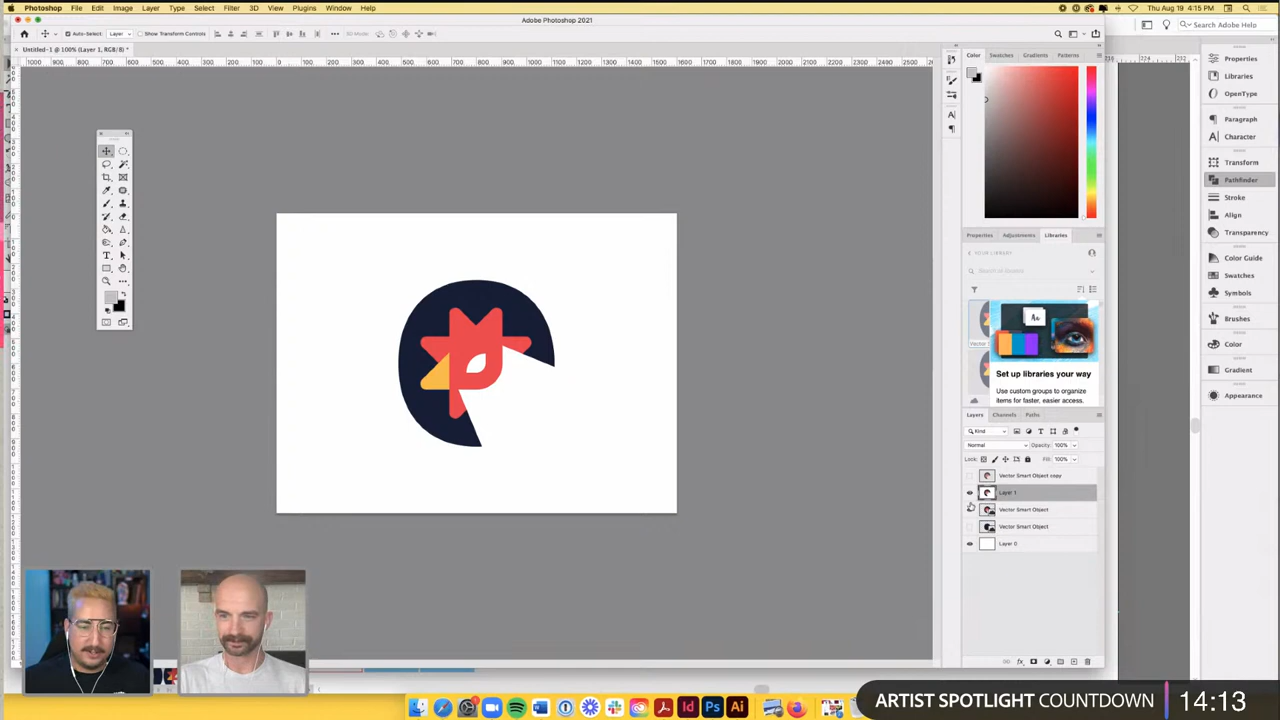 Photoshop File Edit Image Layer Type Select Filter 3D View Plugins Window Help
Thu Aug 19 4:15 PM
Adobe Photoshop 2021
Search Adobe Help
Auto-Select: Layer Show Transform Controls
3D Mode:
Untitled-1 @ 100% (Layer 1, RGB/8) *
Color Swatches Gradients Patterns
Properties
Libraries
OpenType
Paragraph
Character
Transform
Pathfinder
Stroke
Align
Transparency
Color Guide
Swatches
Symbols
Brushes
Color
Gradient
Appearance
Properties Adjustments Libraries
YOUR LIBRARY
Ae
Set up libraries your way
Use custom groups to organize
items for faster, easier access.
Layers Channels Paths
Kind
Normal Opacity: 100%
Lock: Fill: 100%
Vector Smart Object copy
Layer 1
Vector Smart Object
Vector Smart Object
Layer 0
Id Ps Ai
ARTIST SPOTLIGHT COUNTDOWN 14:13